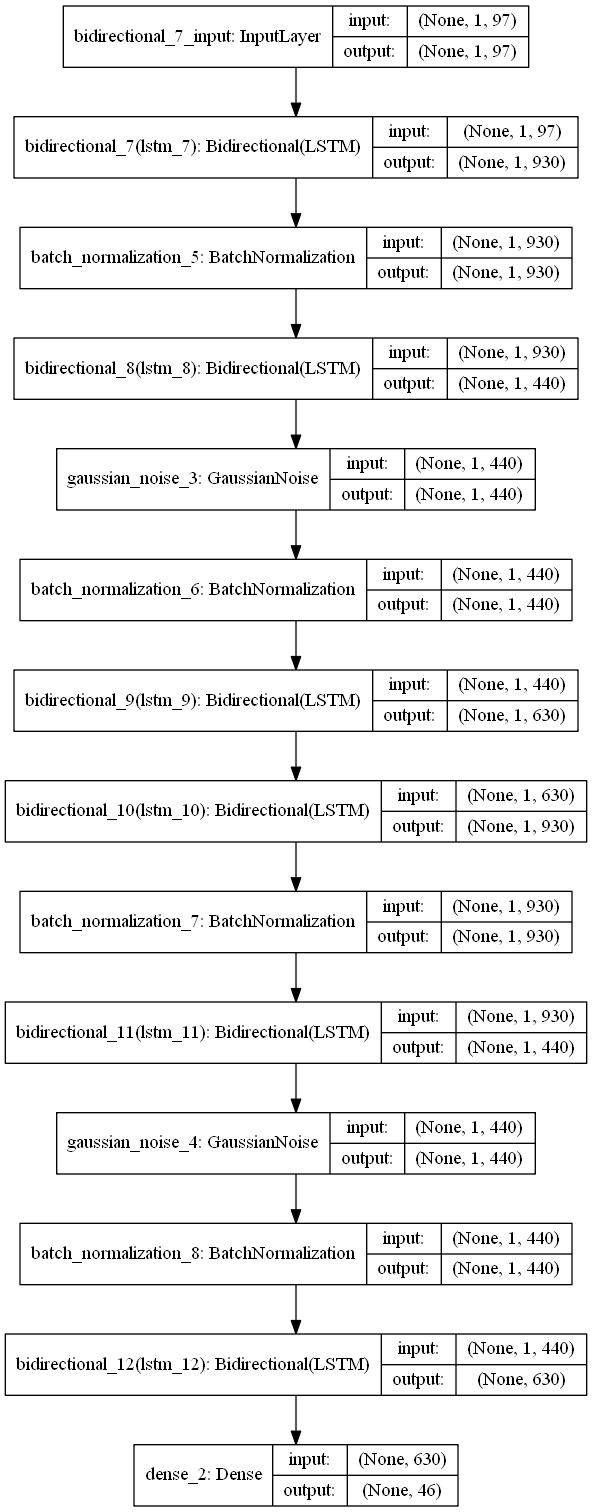 bidirectional_7_input: InputLayer
input: (None, 1, 97)
output: (None, 1, 97)
bidirectional_7(lstm_7): Bidirectional(LSTM)
input: (None, 1, 97)
output: (None, 1, 930)
batch_normalization_5: BatchNormalization
input: (None, 1, 930)
output: (None, 1, 930)
bidirectional_8(lstm_8): Bidirectional(LSTM)
input: (None, 1, 930)
output: (None, 1, 440)
gaussian_noise_3: GaussianNoise
input: (None, 1, 440)
output: (None, 1, 440)
batch_normalization_6: BatchNormalization
input: (None, 1, 440)
output: (None, 1, 440)
bidirectional_9(lstm_9): Bidirectional(LSTM)
input: (None, 1, 440)
output: (None, 1, 630)
bidirectional_10(lstm_10): Bidirectional(LSTM)
input: (None, 1, 630)
output: (None, 1, 930)
batch_normalization_7: BatchNormalization
input: (None, 1, 930)
output: (None, 1, 930)
bidirectional_11(lstm_11): Bidirectional(LSTM)
input: (None, 1, 930)
output: (None, 1, 440)
gaussian_noise_4: GaussianNoise
input: (None, 1, 440)
output: (None, 1, 440)
batch_normalization_8: BatchNormalization
input: (None, 1, 440)
output: (None, 1, 440)
bidirectional_12(lstm_12): Bidirectional(LSTM)
input: (None, 1, 440)
output: (None, 630)
dense_2: Dense
input: (None, 630)
output: (None, 46)